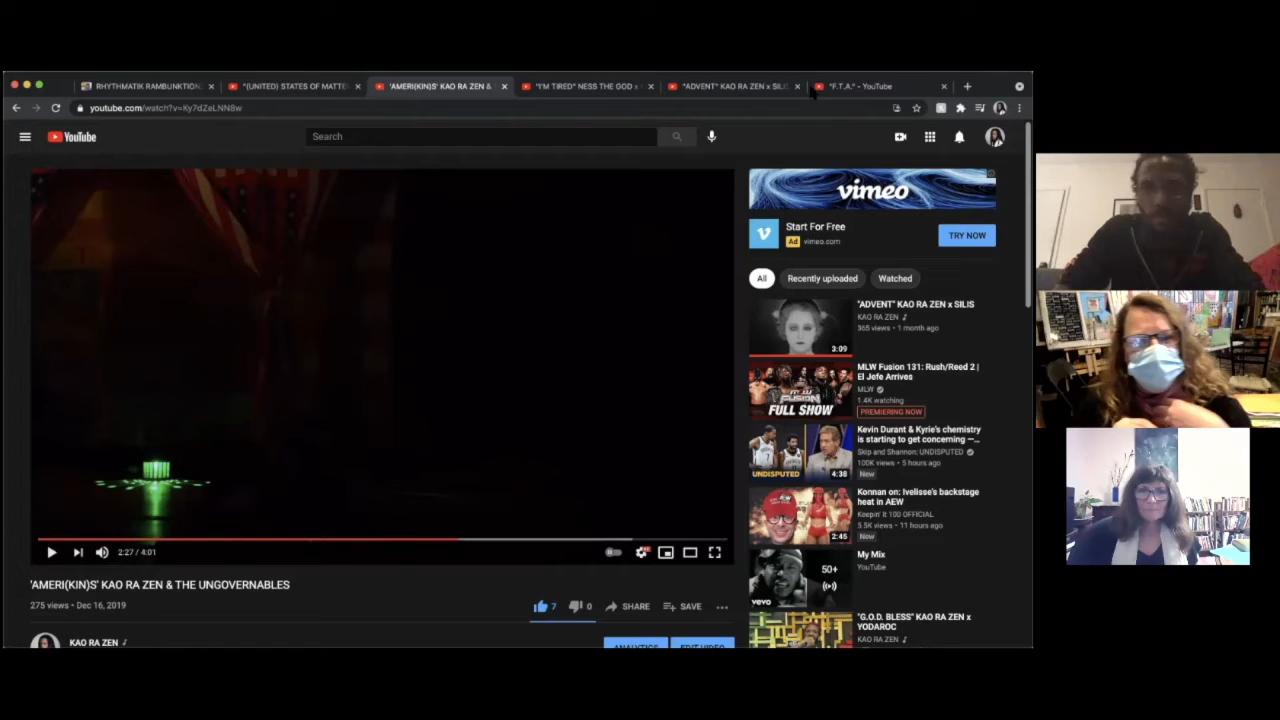 RHYTHMATIK RAMBUNKTION
"(UNITED) STATES OF MATTE
'AMERI(KIN)S' KAO RA ZEN &
"I'M TIRED" NESS THE GOD x
"ADVENT" KAO RA ZEN x SILI
"F.T.A." - YouTube
youtube.com/watch?v=Ky7dZeLNN8w
YouTube
Search
vimeo
Start For Free
Ad vimeo.com
TRY NOW
All
Recently uploaded
Watched
"ADVENT" KAO RA ZEN x SILIS
KAO RA ZEN
365 views • 1 month ago
3:09
MLW Fusion 131: Rush/Reed 2 |
El Jefe Arrives
MLW
1.4K watching
PREMIERING NOW
FUSION
FULL SHOW
Kevin Durant & Kyrie's chemistry
is starting to get concerning —...
Skip and Shannon: UNDISPUTED
100K views • 5 hours ago
New
UNDISPUTED
4:38
Konnan on: Ivelisse's backstage
heat in AEW
Keepin' It 100 OFFICIAL
5.5K views • 11 hours ago
New
2:45
My Mix
YouTube
50+
vevo
"G.O.D. BLESS" KAO RA ZEN x
YODAROC
KAO RA ZEN
2:27 / 4:01
'AMERI(KIN)S' KAO RA ZEN & THE UNGOVERNABLES
275 views • Dec 16, 2019
7
0
SHARE
SAVE
KAO RA ZEN
ANALYTICS
EDIT VIDEO